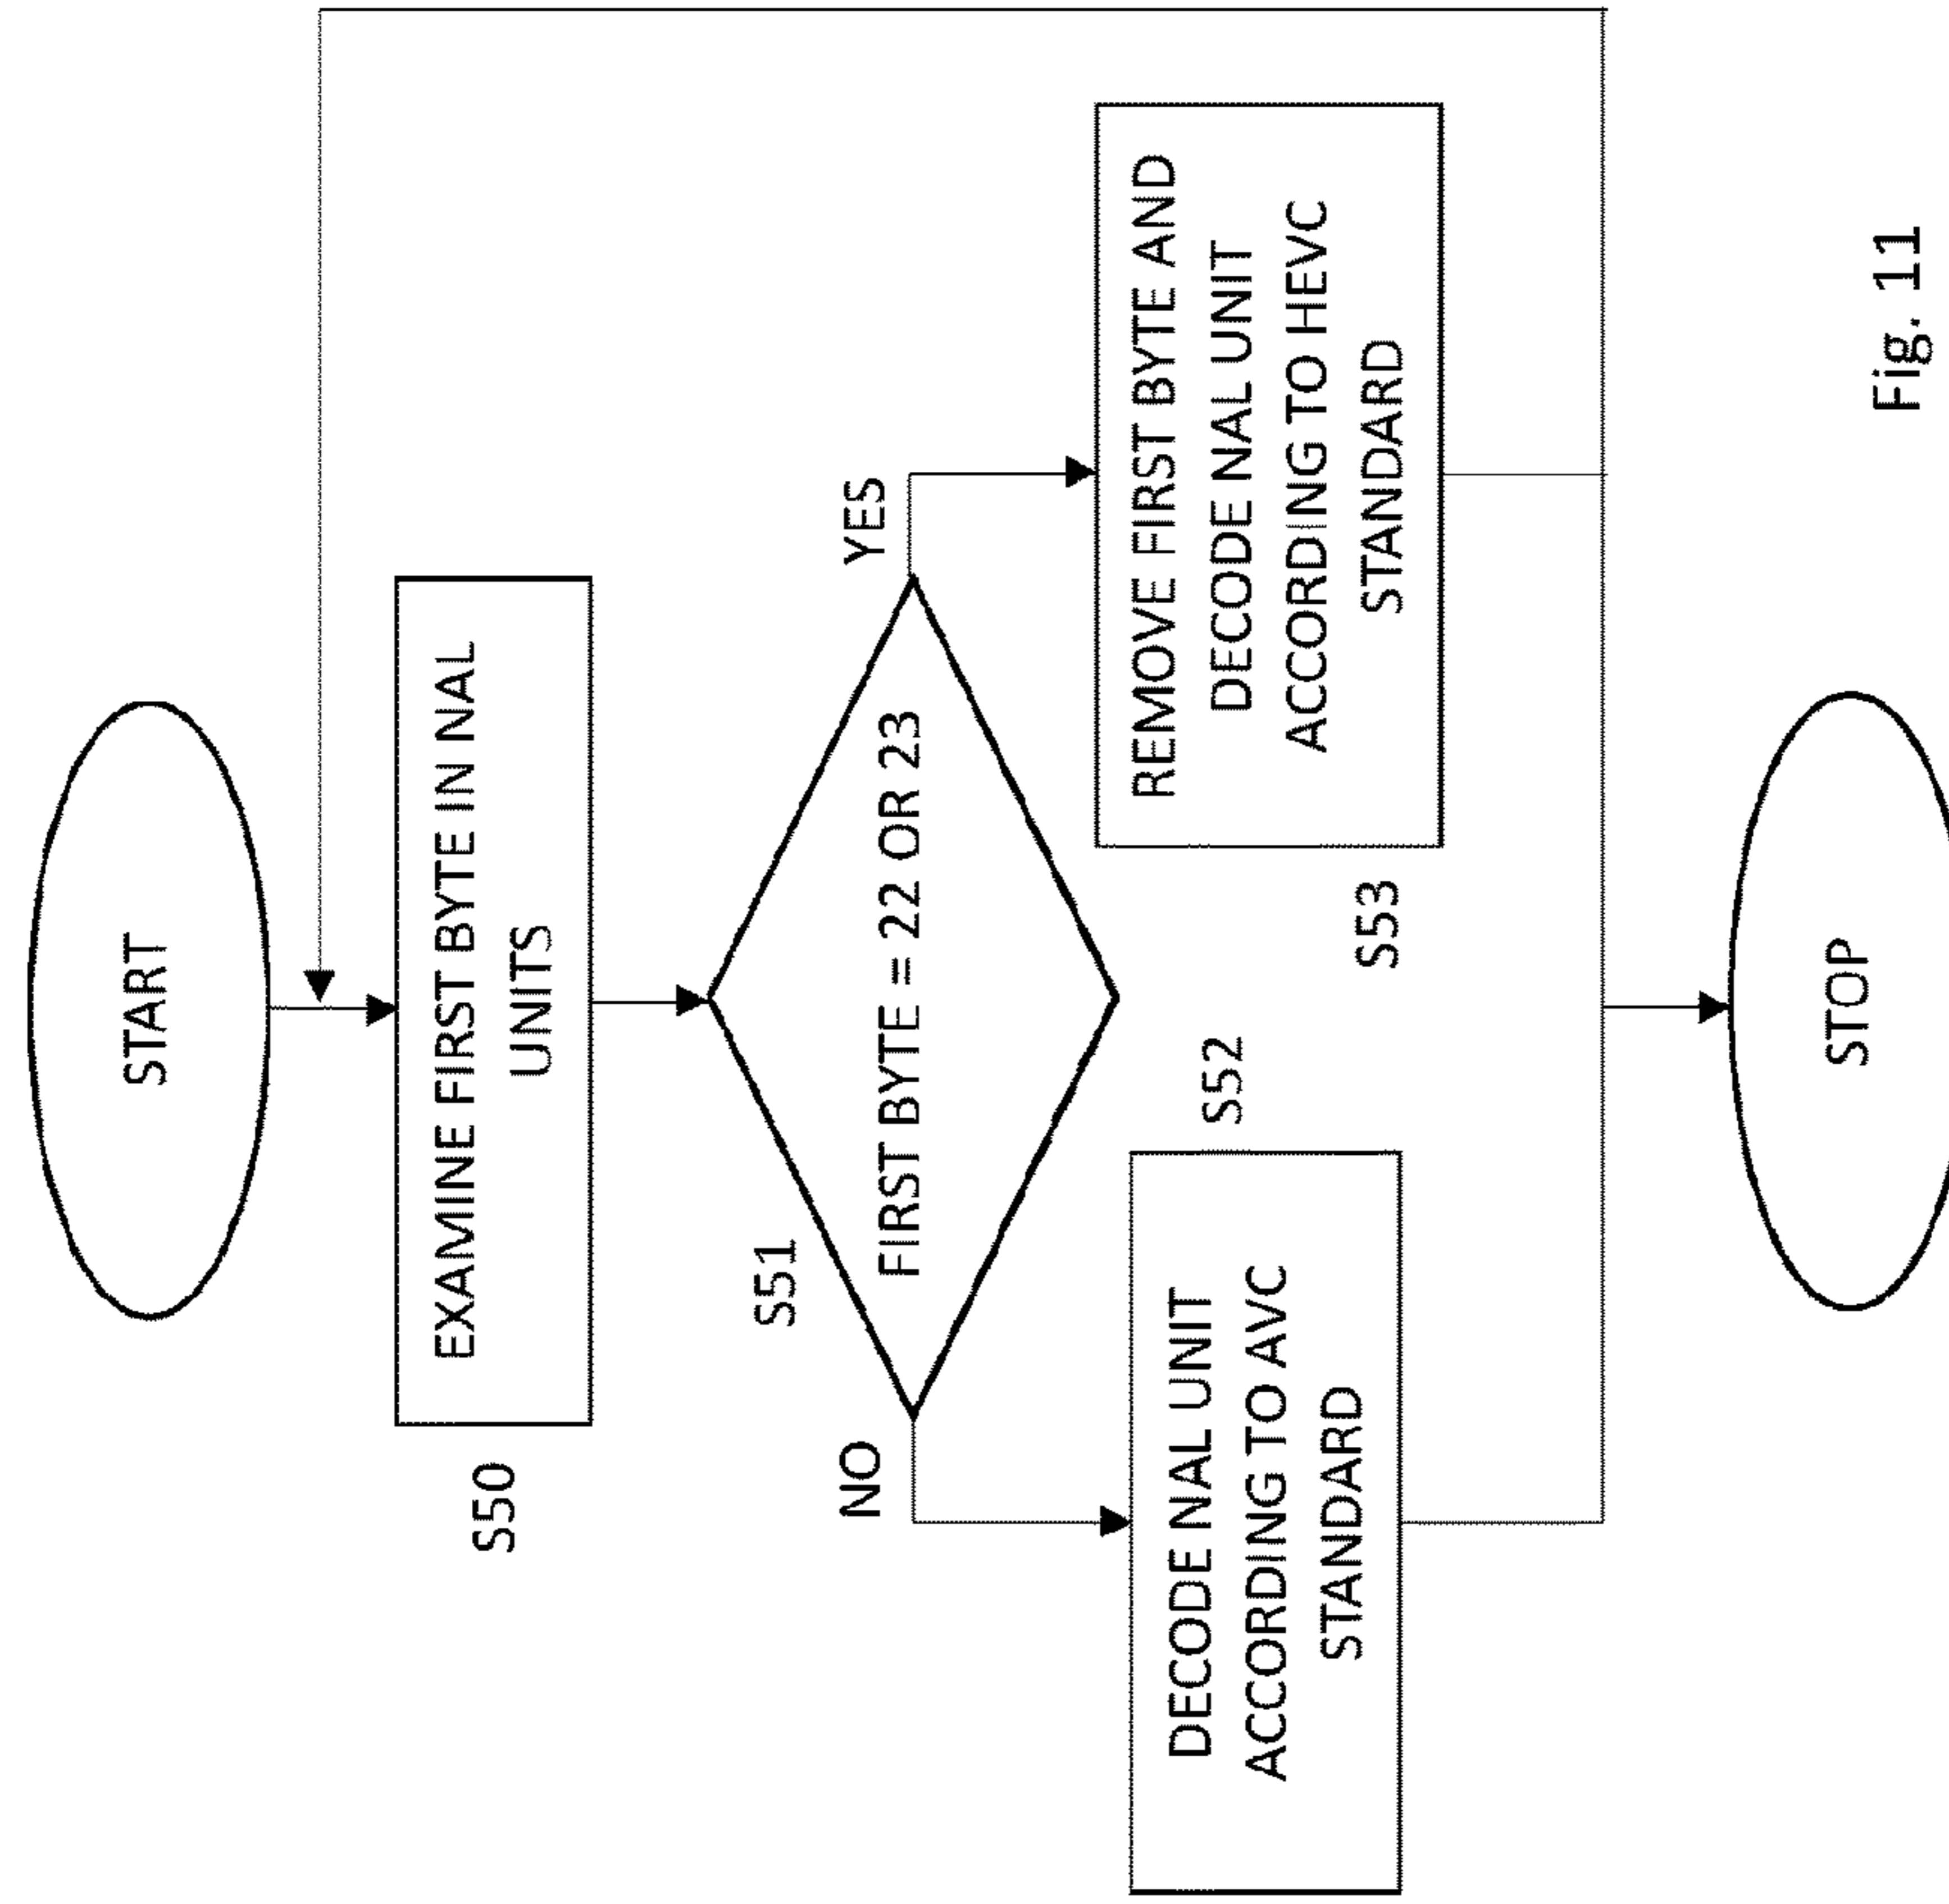 START
S50
EXAMINE FIRST BYTE IN NAL
UNITS
S51
FIRST BYTE = 22 OR 23
NO
YES
DECODE NAL UNIT
ACCORDING TO AVC
STANDARD
S52
REMOVE FIRST BYTE AND
DECODE NAL UNIT
ACCORDING TO HEVC
STANDARD
S53
STOP
Fig. 11